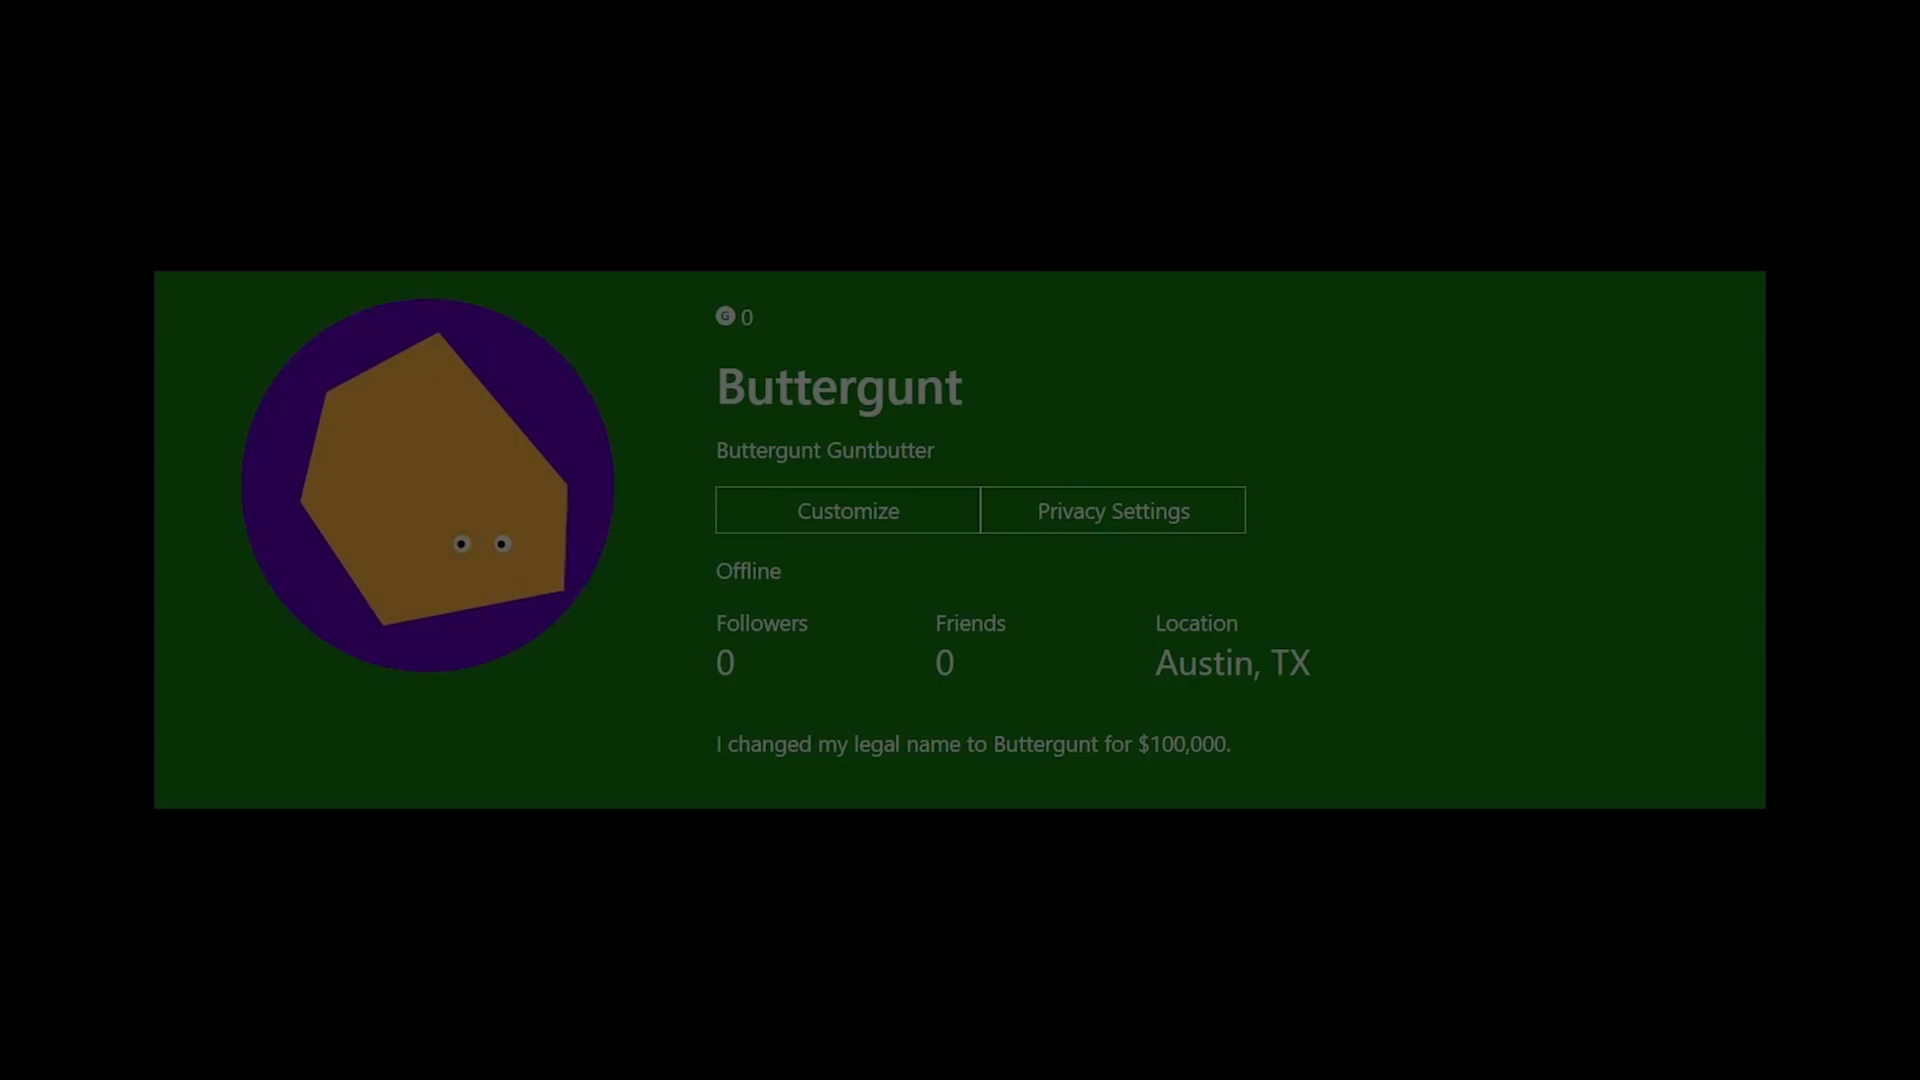 G 0
Buttergunt
Buttergunt Guntbutter
Customize Privacy Settings
Offline
Followers Friends Location
0 0 Austin, TX
I changed my legal name to Buttergunt for $100,000.